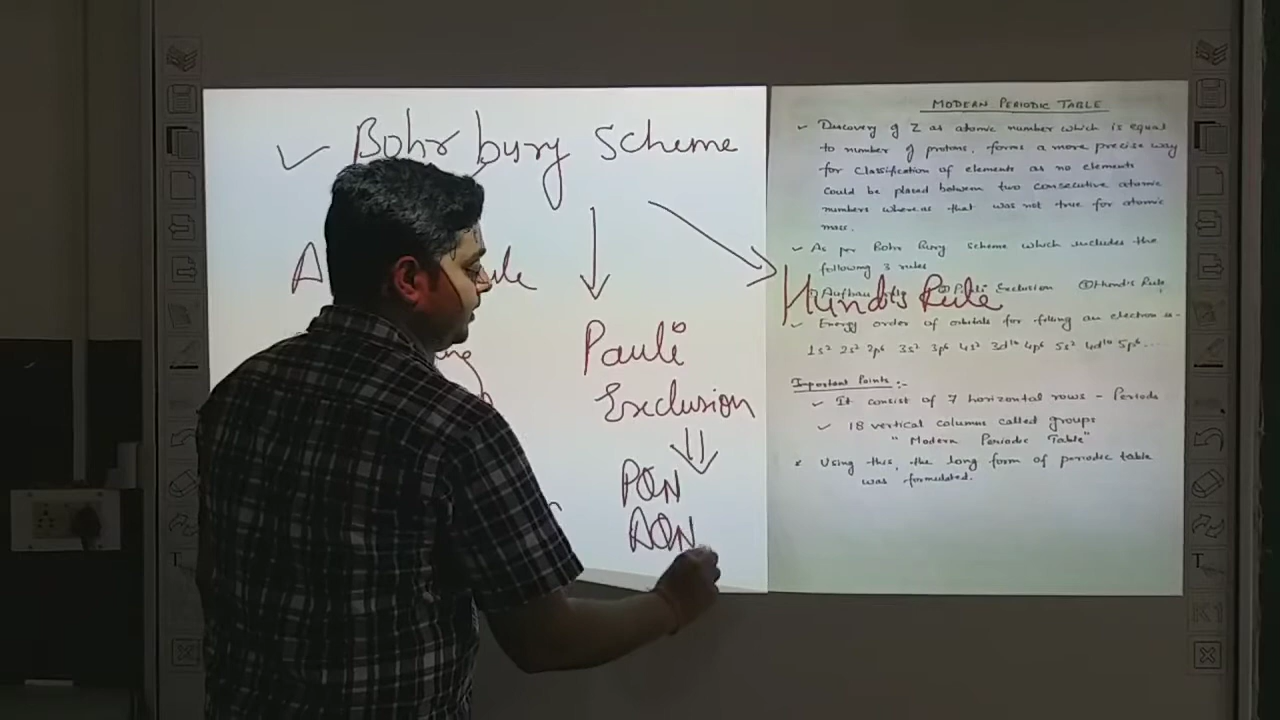 Bohr bury Scheme
Pauli
Exclusion
PQN
AQN
Hund's Rule
MODERN PERIODIC TABLE
Discovery of Z as atomic number which is equal
to number of protons, forms a more precise way
for classification of elements as no elements
could be placed between two consecutive atomic
numbers whereas that was not true for atomic
mass.
As per Bohr Bury Scheme which includes the
following 3 rules
Exclusion ③ Hund's Rule
Energy order of orbitals for filling an electron is-
1s² 2s² 2p⁶ 3s² 3p⁶ 4s² 3d¹⁰ 4p⁶ 5s² 4d¹⁰ 5p⁶ ....
Important Points :-
It consist of 7 horizontal rows - Periods
18 vertical columns called groups
" Modern Periodic Table"
* Using this, the long form of periodic table
was formulated.